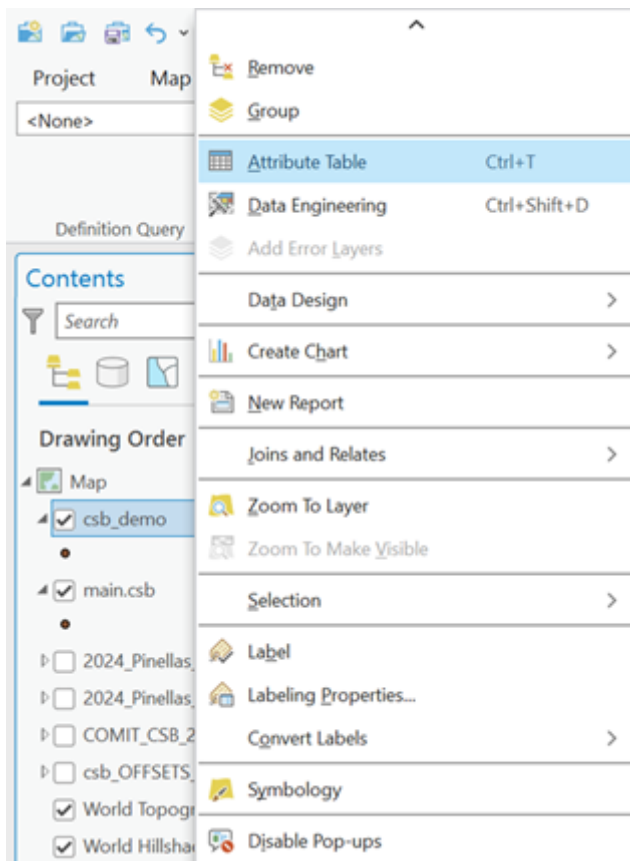 Project
Map
<None>
Definition Query
Contents
Search
Drawing Order
Map
csb_demo
main.csb
2024_Pinellas_
2024_Pinellas_
COMIT_CSB_2
csb_OFFSETS_
World Topogr
World Hillsha
Remove
Group
Attribute Table Ctrl+T
Data Engineering Ctrl+Shift+D
Add Error Layers
Data Design
Create Chart
New Report
Joins and Relates
Zoom To Layer
Zoom To Make Visible
Selection
Label
Labeling Properties...
Convert Labels
Symbology
Disable Pop-ups